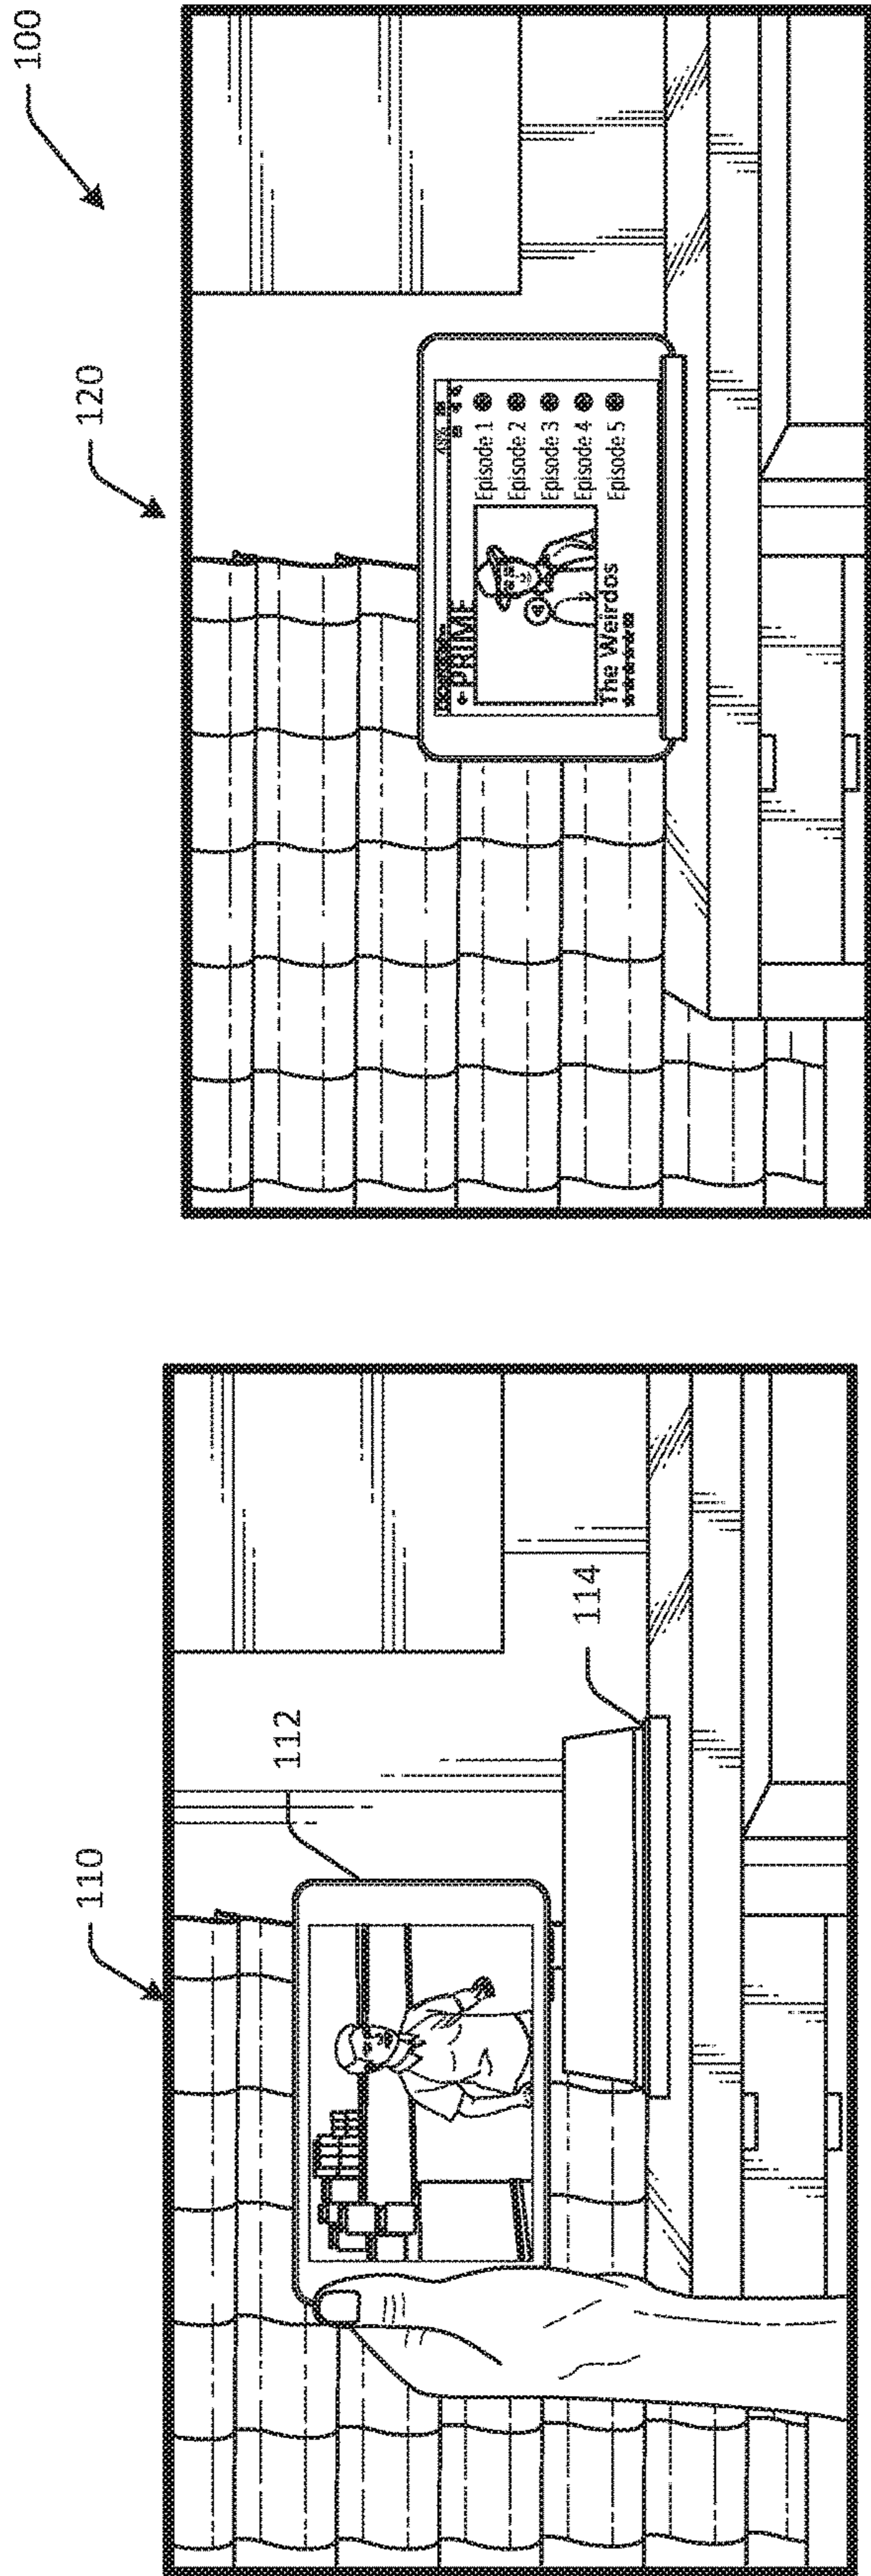 100
110
120
112
114
PRIME
Episode 1
Episode 2
Episode 3
Episode 4
Episode 5
The Weirdos